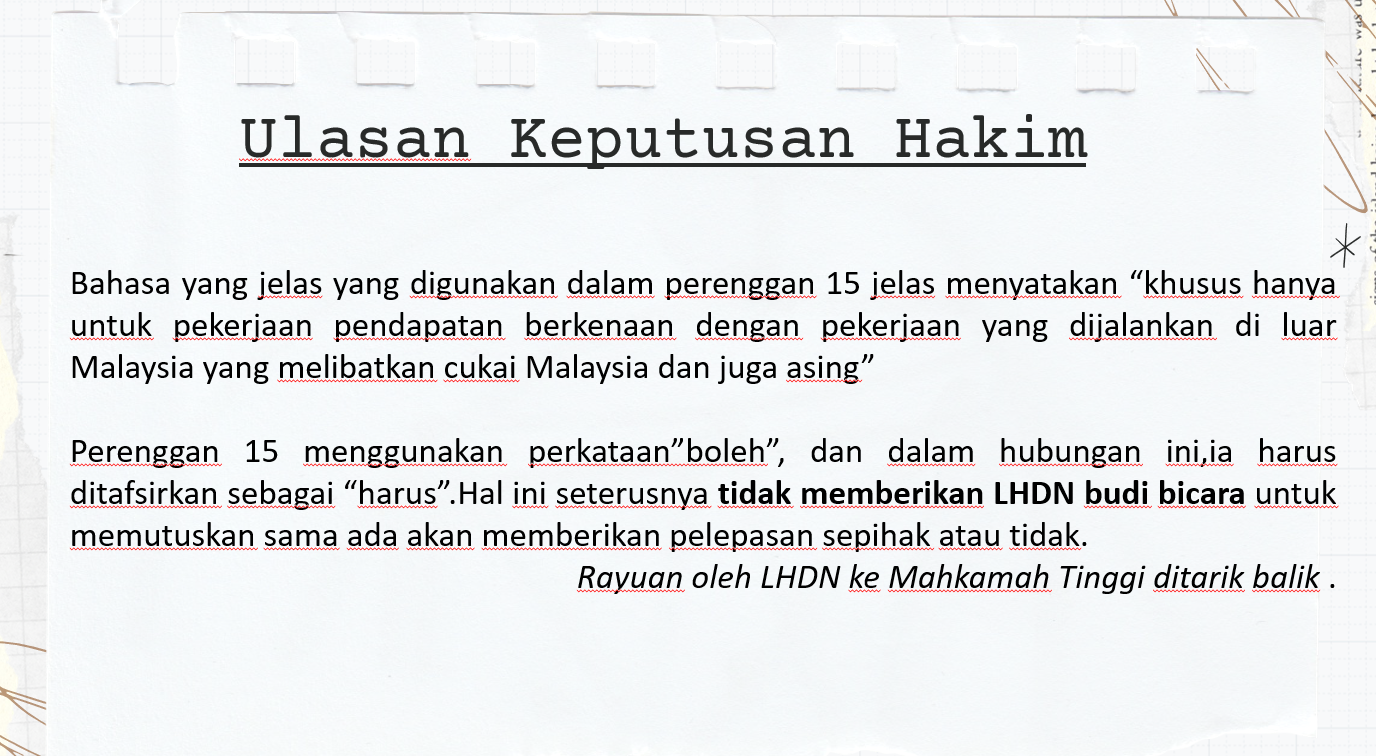 Ulasan Keputusan Hakim
Bahasa yang jelas yang digunakan dalam perenggan 15 jelas menyatakan “khusus hanya
untuk pekerjaan pendapatan berkenaan dengan pekerjaan yang dijalankan di luar
Malaysia yang melibatkan cukai Malaysia dan juga asing”
Perenggan 15 menggunakan perkataan”boleh”, dan dalam hubungan ini,ia harus
ditafsirkan sebagai “harus”.Hal ini seterusnya tidak memberikan LHDN budi bicara untuk
memutuskan sama ada akan memberikan pelepasan sepihak atau tidak.
Rayuan oleh LHDN ke Mahkamah Tinggi ditarik balik .